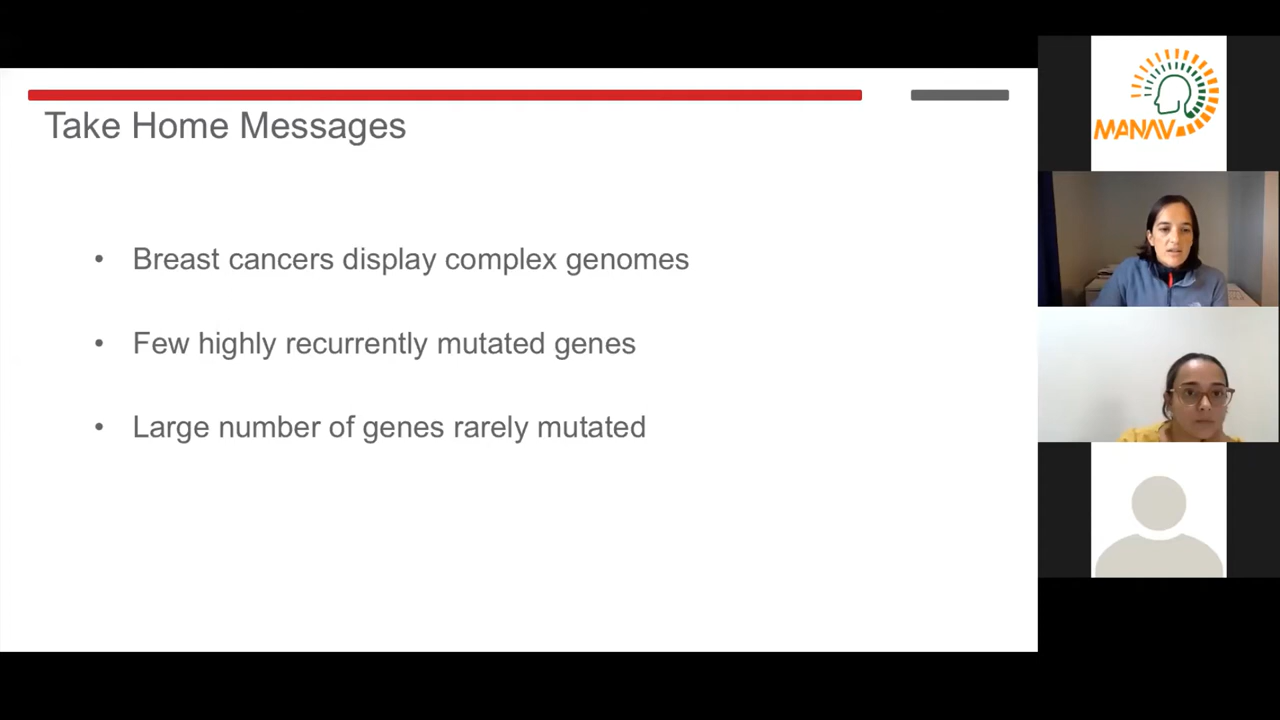 Take Home Messages
• Breast cancers display complex genomes
• Few highly recurrently mutated genes
• Large number of genes rarely mutated
MANAV